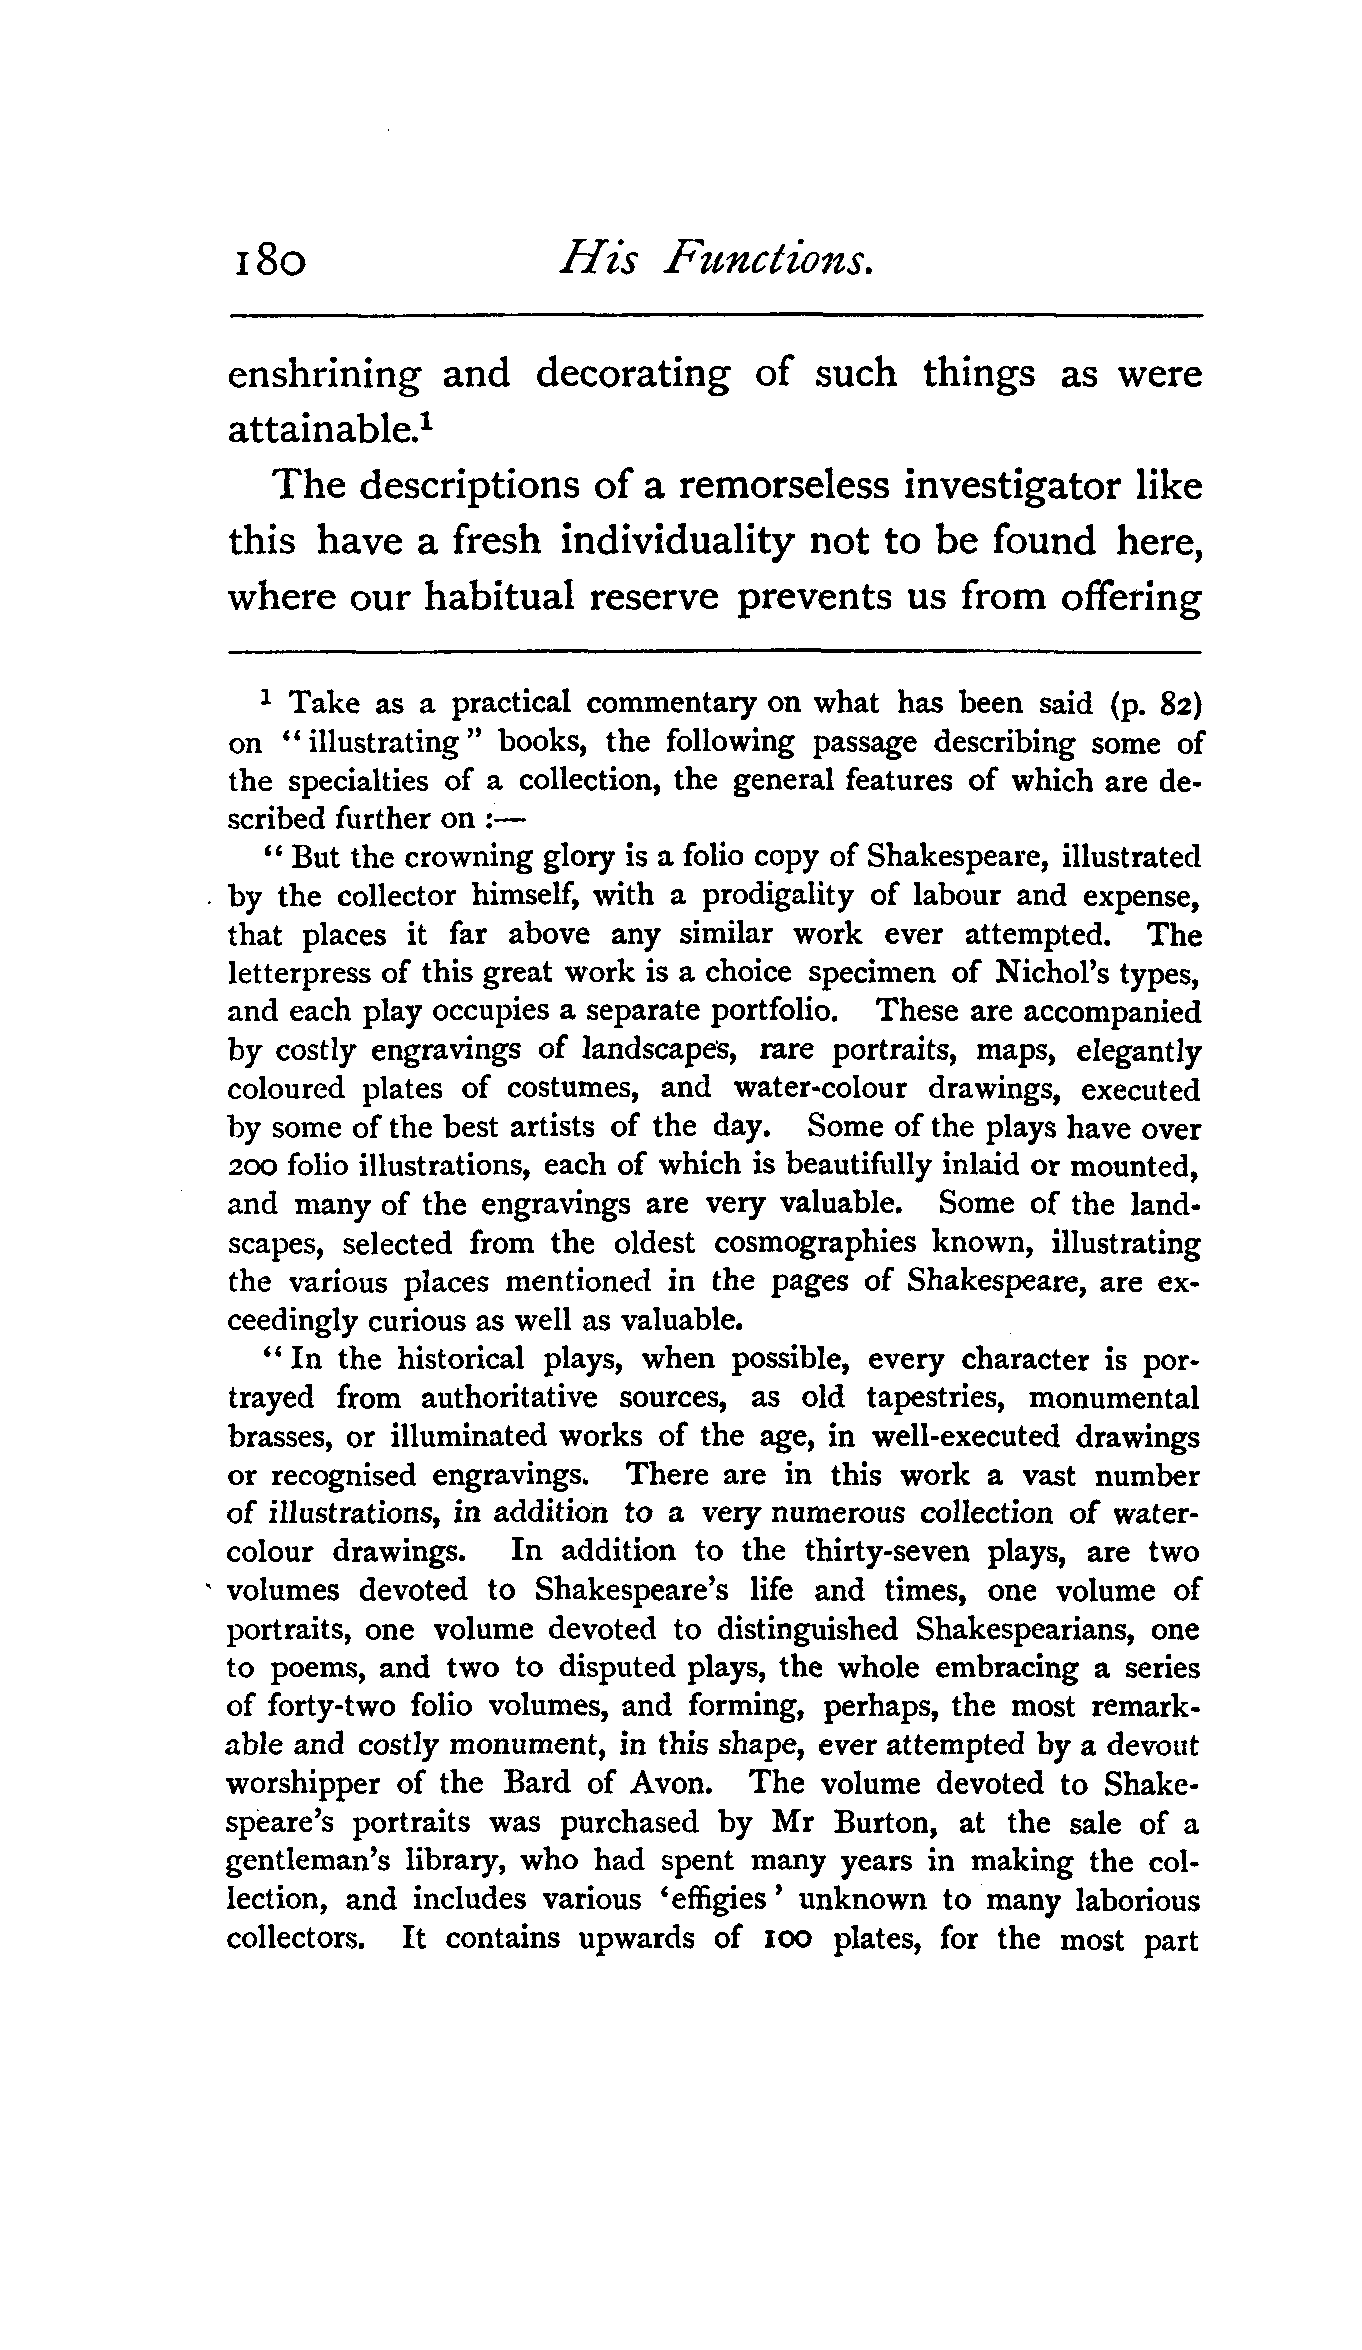 180 His Functions.
enshrining and decorating of such things as were
attainable.¹
The descriptions of a remorseless investigator like
this have a fresh individuality not to be found here,
where our habitual reserve prevents us from offering
¹ Take as a practical commentary on what has been said (p. 82)
on “illustrating” books, the following passage describing some of
the specialties of a collection, the general features of which are de-
scribed further on :—
“ But the crowning glory is a folio copy of Shakespeare, illustrated
by the collector himself, with a prodigality of labour and expense,
that places it far above any similar work ever attempted. The
letterpress of this great work is a choice specimen of Nichol’s types,
and each play occupies a separate portfolio. These are accompanied
by costly engravings of landscapes, rare portraits, maps, elegantly
coloured plates of costumes, and water-colour drawings, executed
by some of the best artists of the day. Some of the plays have over
200 folio illustrations, each of which is beautifully inlaid or mounted,
and many of the engravings are very valuable. Some of the land-
scapes, selected from the oldest cosmographies known, illustrating
the various places mentioned in the pages of Shakespeare, are ex-
ceedingly curious as well as valuable.
“ In the historical plays, when possible, every character is por-
trayed from authoritative sources, as old tapestries, monumental
brasses, or illuminated works of the age, in well-executed drawings
or recognised engravings. There are in this work a vast number
of illustrations, in addition to a very numerous collection of water-
colour drawings. In addition to the thirty-seven plays, are two
volumes devoted to Shakespeare’s life and times, one volume of
portraits, one volume devoted to distinguished Shakespearians, one
to poems, and two to disputed plays, the whole embracing a series
of forty-two folio volumes, and forming, perhaps, the most remark-
able and costly monument, in this shape, ever attempted by a devout
worshipper of the Bard of Avon. The volume devoted to Shake-
speare’s portraits was purchased by Mr Burton, at the sale of a
gentleman’s library, who had spent many years in making the col-
lection, and includes various ‘effigies’ unknown to many laborious
collectors. It contains upwards of 100 plates, for the most part